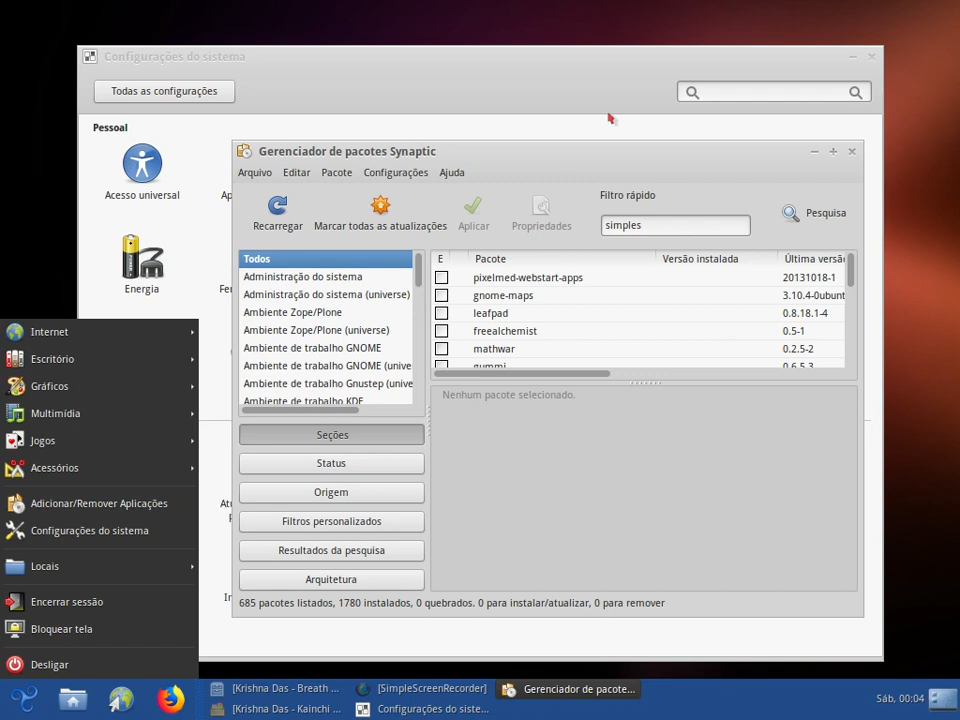 Configurações do sistema
Todas as configurações
Pessoal
Acesso universal
Energia
Gerenciador de pacotes Synaptic
Arquivo Editar Pacote Configurações Ajuda
Recarregar
Marcar todas as atualizações
Aplicar
Propriedades
Filtro rápido
simples
Pesquisa
Todos
Administração do sistema
Administração do sistema (universe)
Ambiente Zope/Plone
Ambiente Zope/Plone (universe)
Ambiente de trabalho GNOME
Ambiente de trabalho GNOME (unive
Ambiente de trabalho Gnustep (unive
Ambiente de trabalho KDE
E Pacote Versão instalada Última versã
pixelmed-webstart-apps 20131018-1
gnome-maps 3.10.4-0ubunt
leafpad 0.8.18.1-4
freealchemist 0.5-1
mathwar 0.2.5-2
gummi 0.6.5-3
Nenhum pacote selecionado.
Seções
Status
Origem
Filtros personalizados
Resultados da pesquisa
Arquitetura
685 pacotes listados, 1780 instalados, 0 quebrados. 0 para instalar/atualizar, 0 para remover
Internet
Escritório
Gráficos
Multimídia
Jogos
Acessórios
Adicionar/Remover Aplicações
Configurações do sistema
Locais
Encerrar sessão
Bloquear tela
Desligar
[Krishna Das - Breath ...
[SimpleScreenRecorder]
Gerenciador de pacote...
[Krishna Das - Kainchi ...
Configurações do siste...
Sáb, 00:04